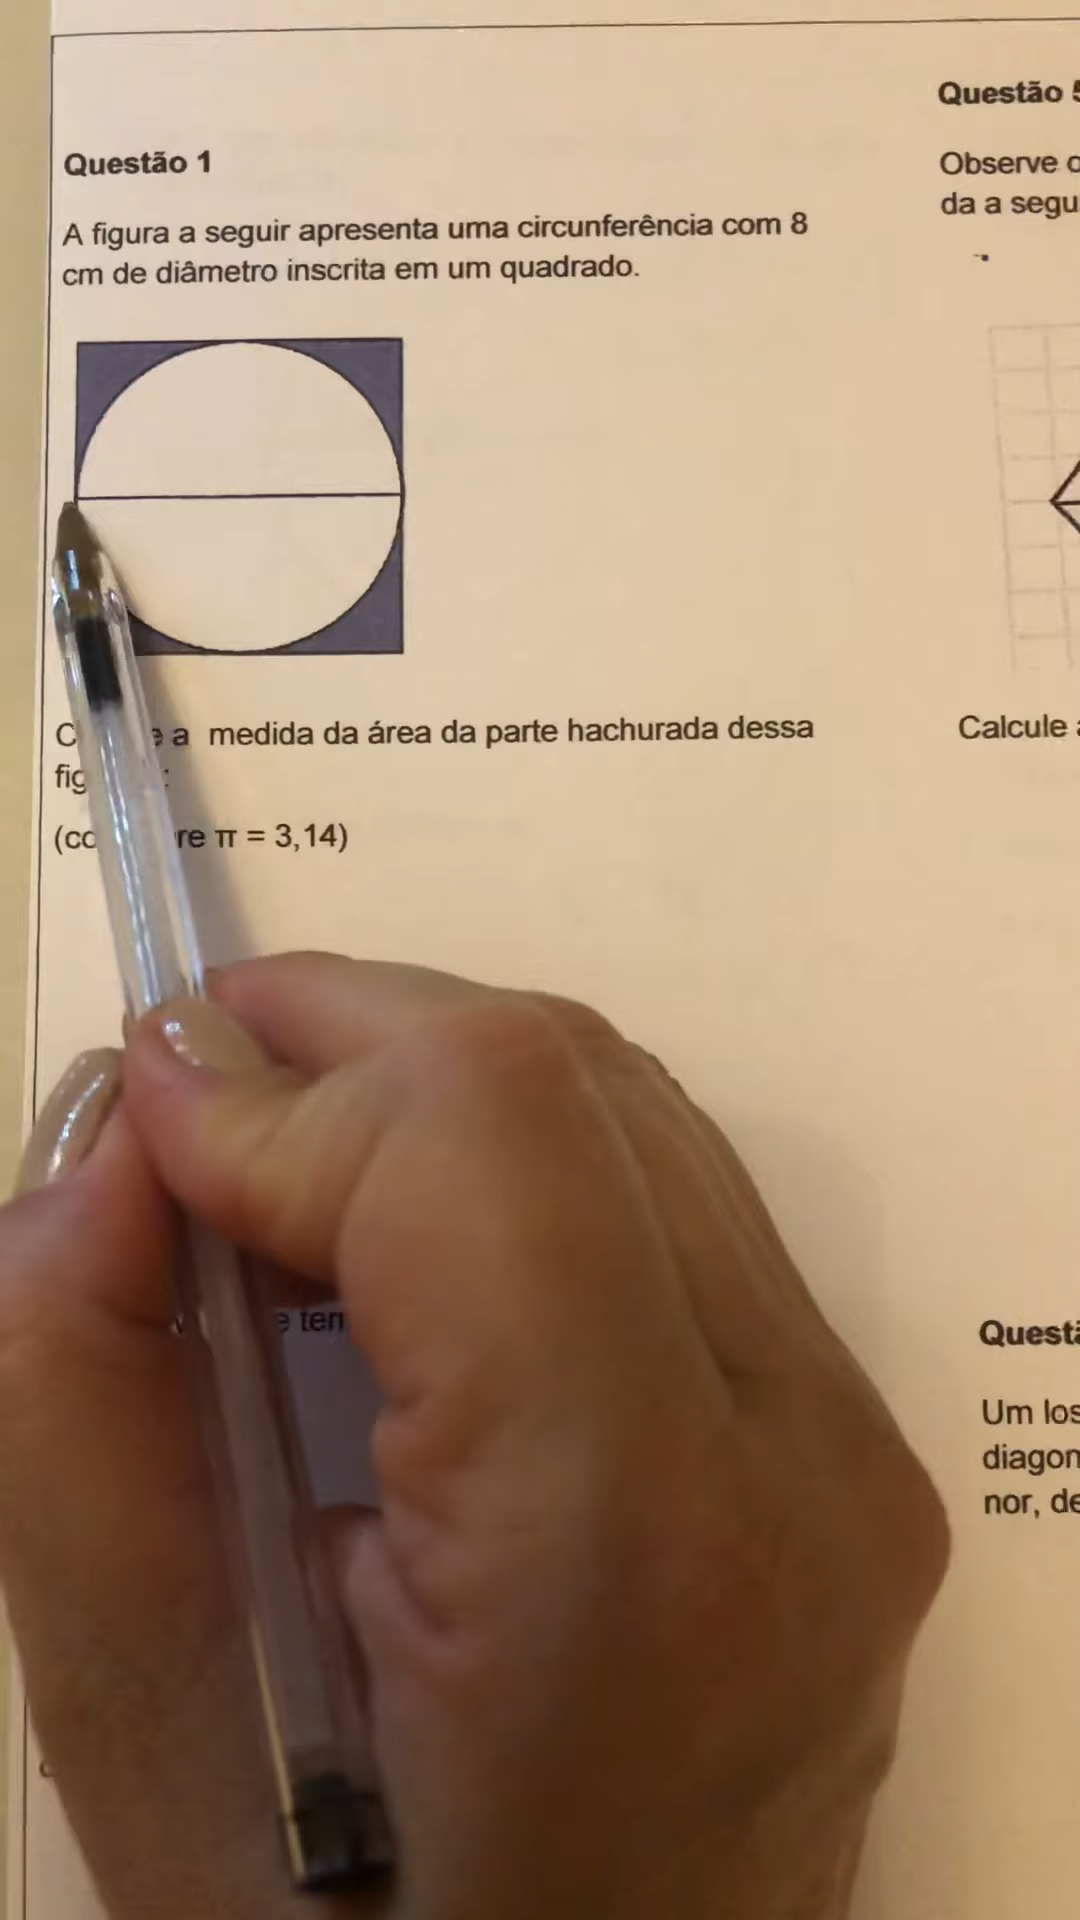 Questão 1
A figura a seguir apresenta uma circunferência com 8
cm de diâmetro inscrita em um quadrado.
a medida da área da parte hachurada dessa
fig :
(co re π = 3,14)
e ten
Questão 5
Observe
da a segu
Calcule
Questã
Um los
diagon
nor, de